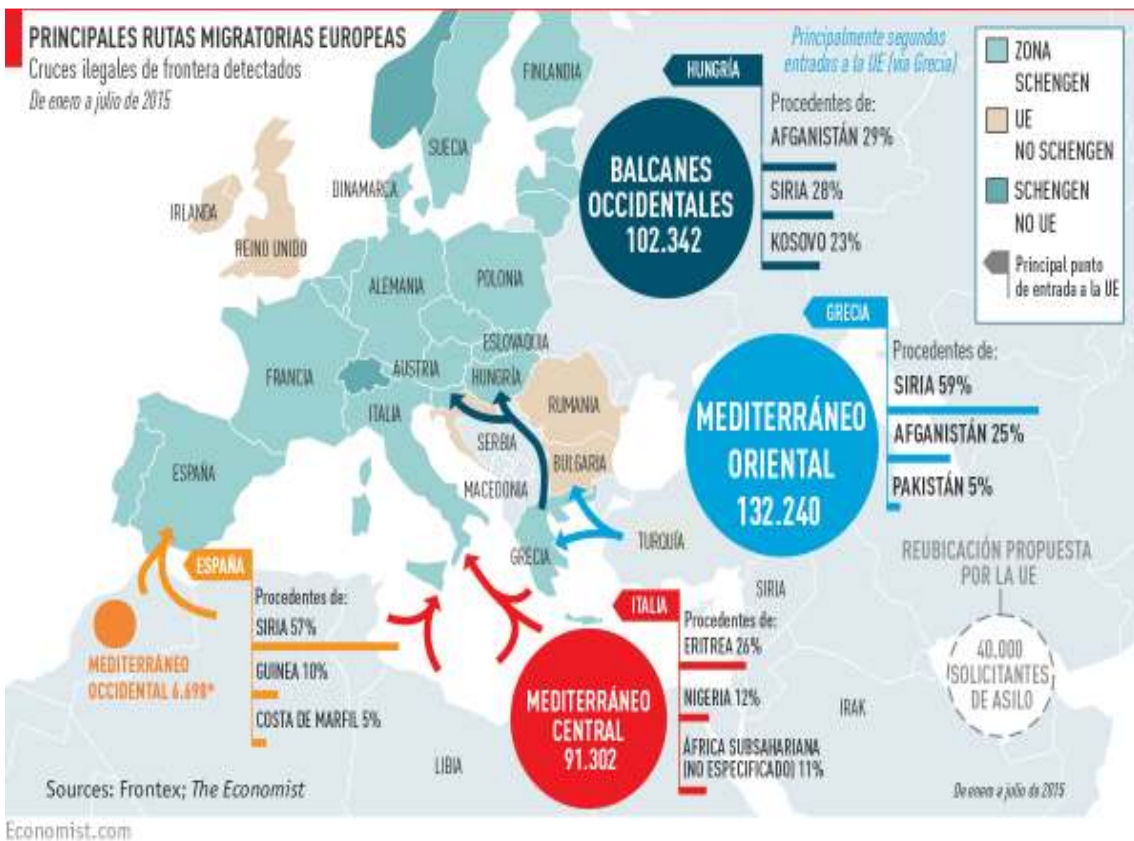 PRINCIPALES RUTAS MIGRATORIAS EUROPEAS
Cruces ilegales de frontera detectados
De enero a julio de 2015
Principalmente segundas
entradas a la UE (vía Grecia)
ZONA
SCHENGEN
UE
NO SCHENGEN
SCHENGEN
NO UE
Principal punto
de entrada a la UE
HUNGRÍA
Procedentes de:
AFGANISTÁN 29%
SIRIA 28%
KOSOVO 23%
BALCANES
OCCIDENTALES
102.342
FINLANDIA
SUECIA
DINAMARCA
IRLANDA
REINO UNIDO
ALEMANIA
POLONIA
ESLOVAQUIA
AUSTRIA
HUNGRÍA
FRANCIA
ITALIA
RUMANIA
SERBIA
BULGARIA
MACEDONIA
ESPAÑA
GRECIA
TURQUÍA
SIRIA
IRAK
LIBIA
GRECIA
Procedentes de:
SIRIA 59%
AFGANISTÁN 25%
PAKISTÁN 5%
MEDITERRÁNEO
ORIENTAL
132.240
ESPAÑA
Procedentes de:
SIRIA 57%
GUINEA 10%
COSTA DE MARFIL 5%
MEDITERRÁNEO
OCCIDENTAL 6.698*
ITALIA
Procedentes de:
ERITREA 26%
NIGERIA 12%
ÁFRICA SUBSAHARIANA
(NO ESPECIFICADO) 11%
MEDITERRÁNEO
CENTRAL
91.302
REUBICACIÓN PROPUESTA
POR LA UE
40.000
SOLICITANTES
DE ASILO
De enero a julio de 2015
Sources: Frontex; The Economist
Economist.com